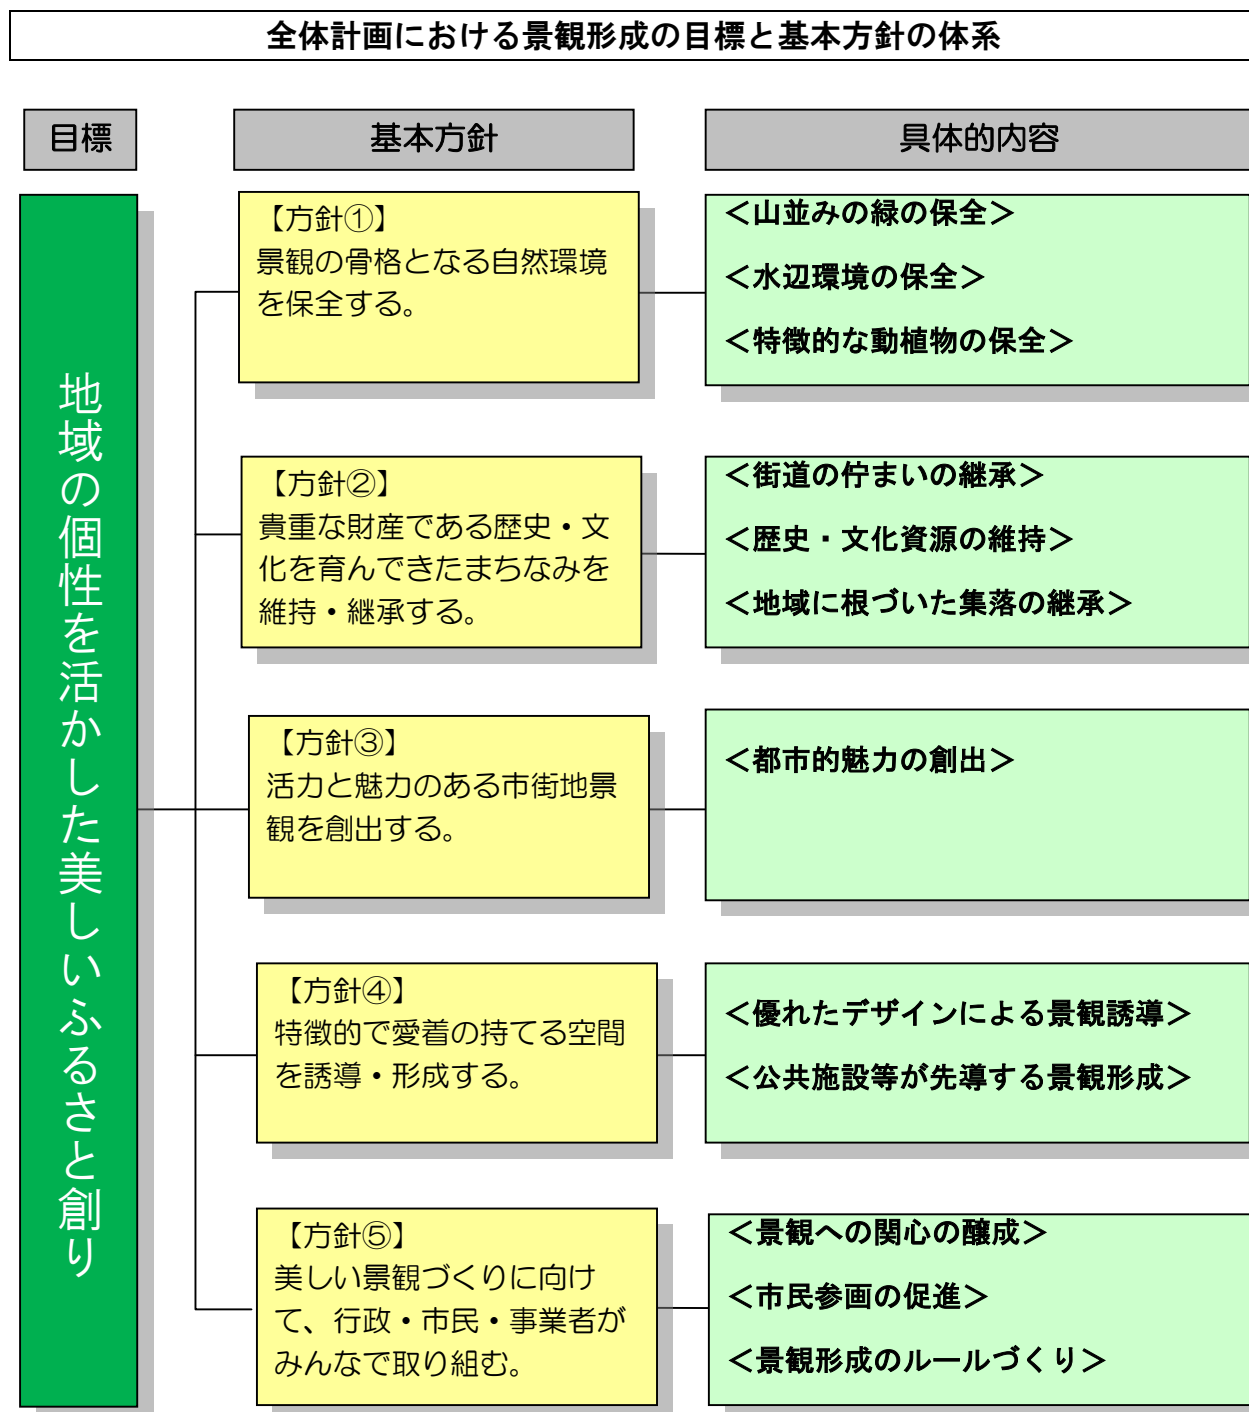 全体計画における景観形成の目標と基本方針の体系
目標
基本方針
具体的内容
地域の個性を活かした美しいふるさと創り
【方針①】
景観の骨格となる自然環境
を保全する。
＜山並みの緑の保全＞
＜水辺環境の保全＞
＜特徴的な動植物の保全＞
【方針②】
貴重な財産である歴史・文
化を育んできたまちなみを
維持・継承する。
＜街道の佇まいの継承＞
＜歴史・文化資源の維持＞
＜地域に根づいた集落の継承＞
【方針③】
活力と魅力のある市街地景
観を創出する。
＜都市的魅力の創出＞
【方針④】
特徴的で愛着の持てる空間
を誘導・形成する。
＜優れたデザインによる景観誘導＞
＜公共施設等が先導する景観形成＞
【方針⑤】
美しい景観づくりに向け
て、行政・市民・事業者が
みんなで取り組む。
＜景観への関心の醸成＞
＜市民参画の促進＞
＜景観形成のルールづくり＞